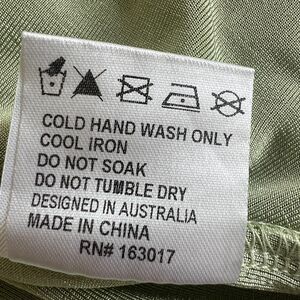 COLD HAND WASH ONLY
COOL IRON
DO NOT SOAK
DO NOT TUMBLE DRY
DESIGNED IN AUSTRALIA
MADE IN CHINA
RN# 163017